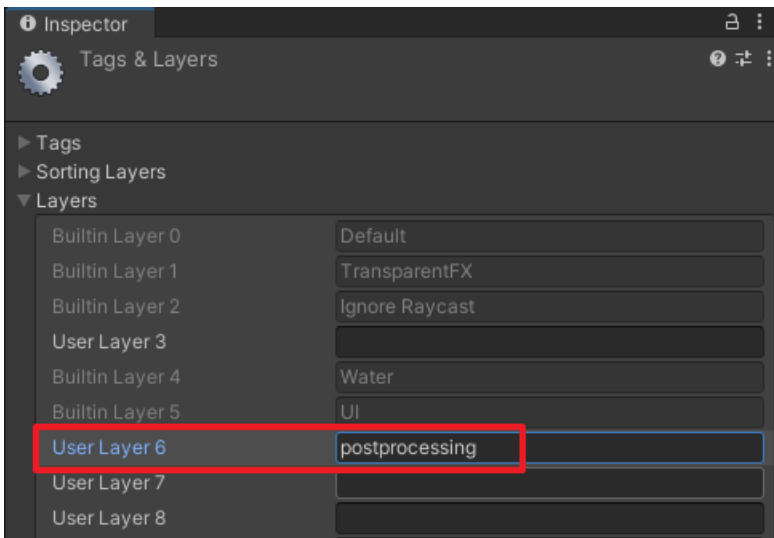 Inspector
Tags & Layers
Tags
Sorting Layers
Layers
Builtin Layer 0 Default
Builtin Layer 1 TransparentFX
Builtin Layer 2 Ignore Raycast
User Layer 3
Builtin Layer 4 Water
Builtin Layer 5 UI
User Layer 6 postprocessing
User Layer 7
User Layer 8